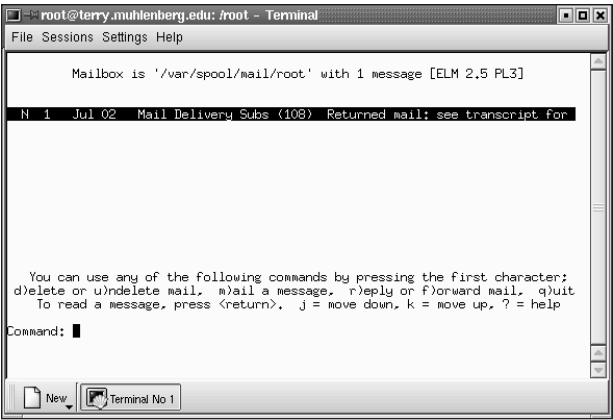 root@terry.muhlenberg.edu: /root - Terminal
File Sessions Settings Help
Mailbox is '/var/spool/mail/root' with 1 message [ELM 2.5 PL3]
N 1 Jul 02 Mail Delivery Subs (108) Returned mail: see transcript for
You can use any of the following commands by pressing the first character;
d)elete or u)ndelete mail, m)ail a message, r)eply or f)orward mail, q)uit
To read a message, press <return>. j = move down, k = move up, ? = help
Command:
New
Terminal No 1